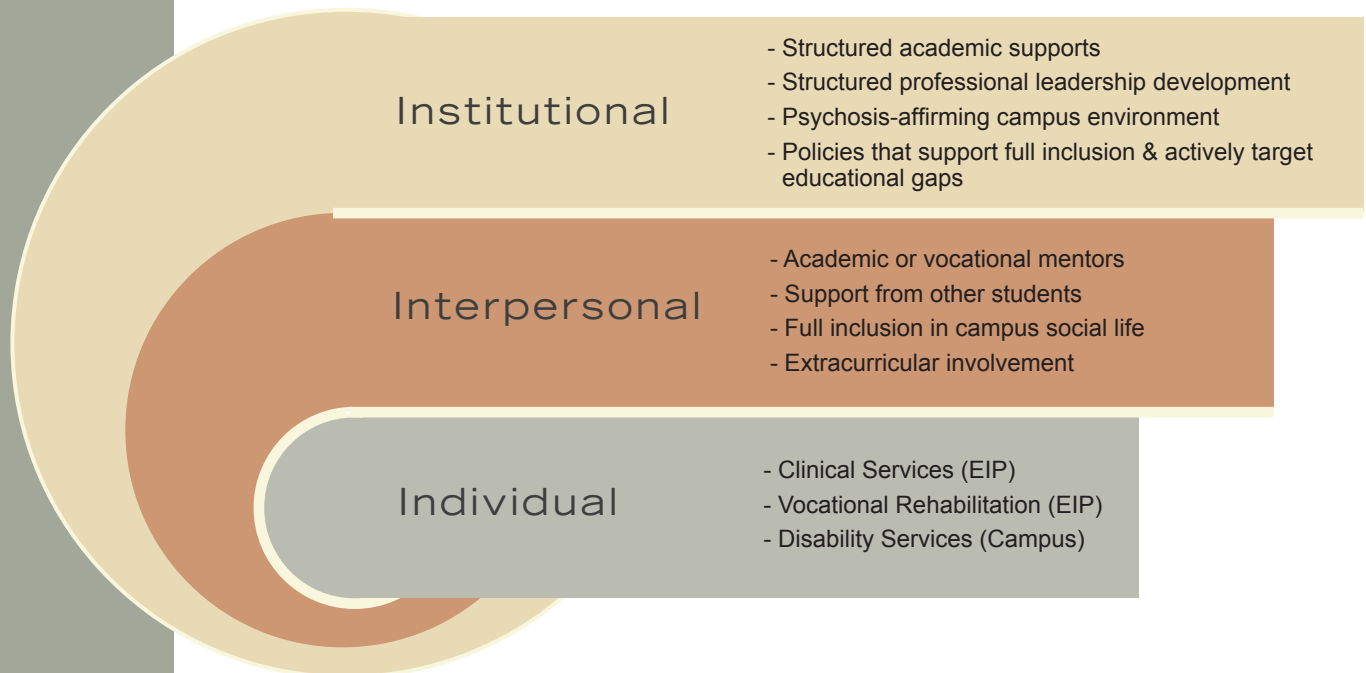 Institutional
- Structured academic supports
- Structured professional leadership development
- Psychosis-affirming campus environment
- Policies that support full inclusion & actively target
educational gaps
Interpersonal
- Academic or vocational mentors
- Support from other students
- Full inclusion in campus social life
- Extracurricular involvement
Individual
- Clinical Services (EIP)
- Vocational Rehabilitation (EIP)
- Disability Services (Campus)